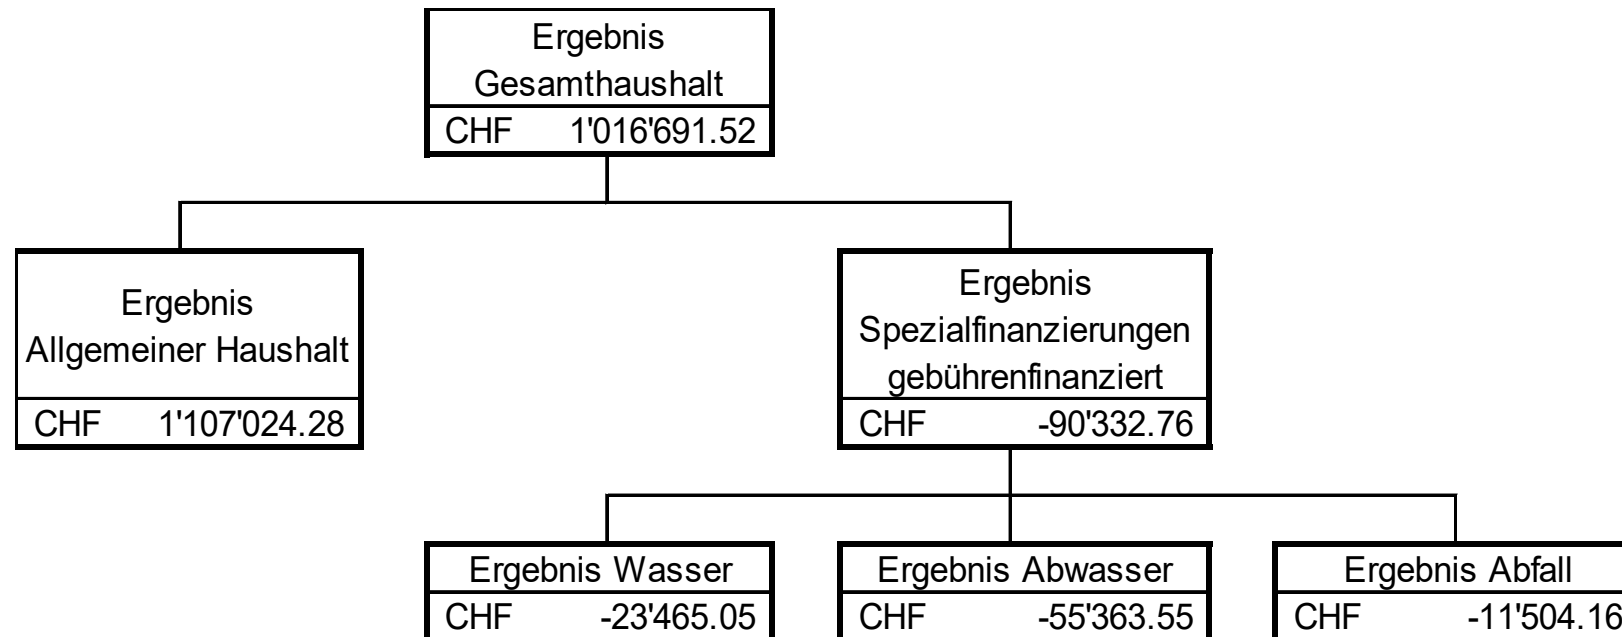 Ergebnis
Gesamthaushalt
CHF 1'016'691.52
Ergebnis
Allgemeiner Haushalt
CHF 1'107'024.28
Ergebnis
Spezialfinanzierungen
gebührenfinanziert
CHF -90'332.76
Ergebnis Wasser
CHF -23'465.05
Ergebnis Abwasser
CHF -55'363.55
Ergebnis Abfall
CHF -11'504.16